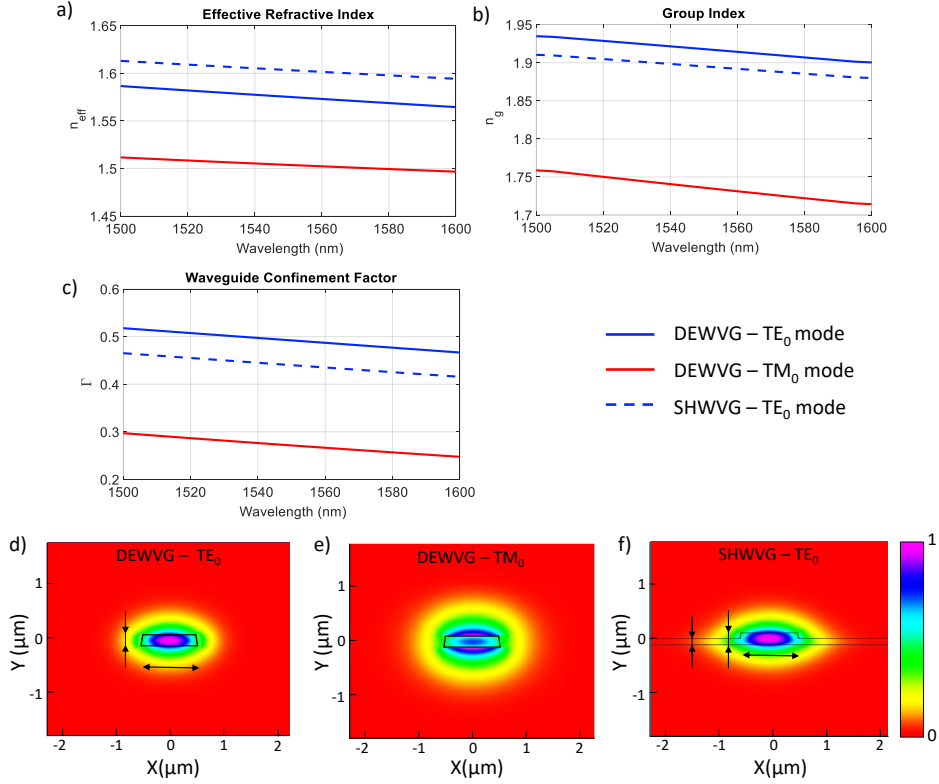 a)
Effective Refractive Index
1.65
1.6
1.55
1.5
1.45
n_eff
1500 1520 1540 1560 1580 1600
Wavelength (nm)
b)
Group Index
1.95
1.9
1.85
1.8
1.75
1.7
n_g
1500 1520 1540 1560 1580 1600
Wavelength (nm)
c)
Waveguide Confinement Factor
0.6
0.5
0.4
0.3
0.2
Γ
1500 1520 1540 1560 1580 1600
Wavelength (nm)
DEWVG – TE₀ mode
DEWVG – TM₀ mode
SHWVG – TE₀ mode
d)
DEWVG – TE₀
1
0
-1
Y (μm)
-2 -1 0 1 2
X(μm)
e)
DEWVG – TM₀
1
0
-1
Y (μm)
-2 -1 0 1 2
X(μm)
f)
SHWVG – TE₀
1
0
-1
Y (μm)
-2 -1 0 1 2
X(μm)
1
0